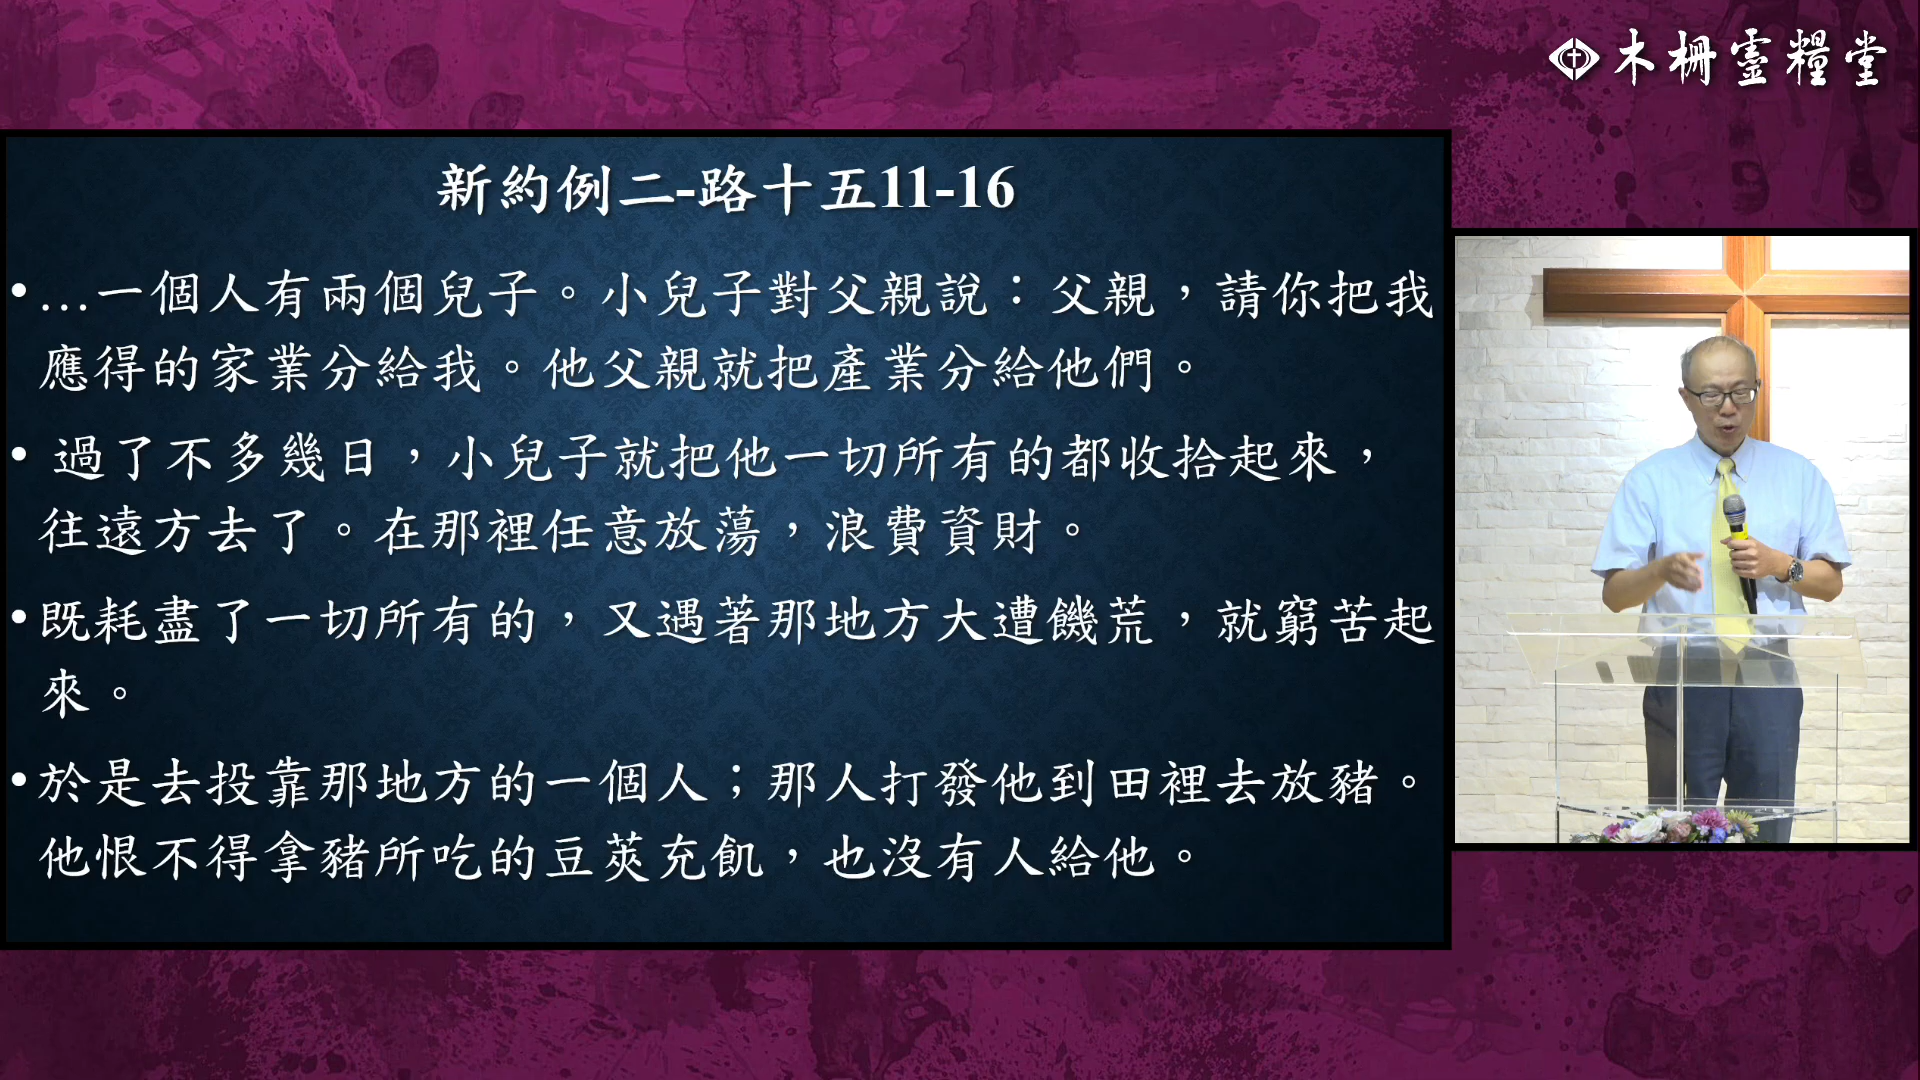 木柵靈糧堂
新約例二-路十五11-16
•…一個人有兩個兒子。小兒子對父親說：父親，請你把我
應得的家業分給我。他父親就把產業分給他們。
• 過了不多幾日，小兒子就把他一切所有的都收拾起來，
往遠方去了。在那裡任意放蕩，浪費資財。
•既耗盡了一切所有的，又遇著那地方大遭饑荒，就窮苦起
來。
•於是去投靠那地方的一個人；那人打發他到田裡去放豬。
他恨不得拿豬所吃的豆莢充飢，也沒有人給他。